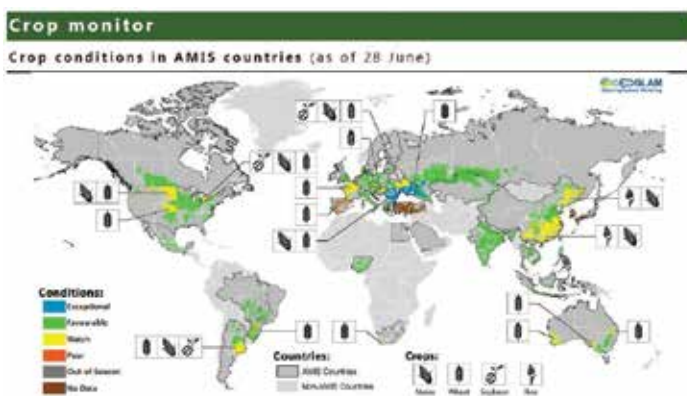 Crop monitor
Crop conditions in AMIS countries (as of 28 June)
GEOGLAM
Conditions:
Exceptional
Favourable
Watch
Poor
Out of Season
No Data
Countries:
AMIS Countries
Non-AMIS Countries
Crops:
Maize
Wheat
Soybean
Rice